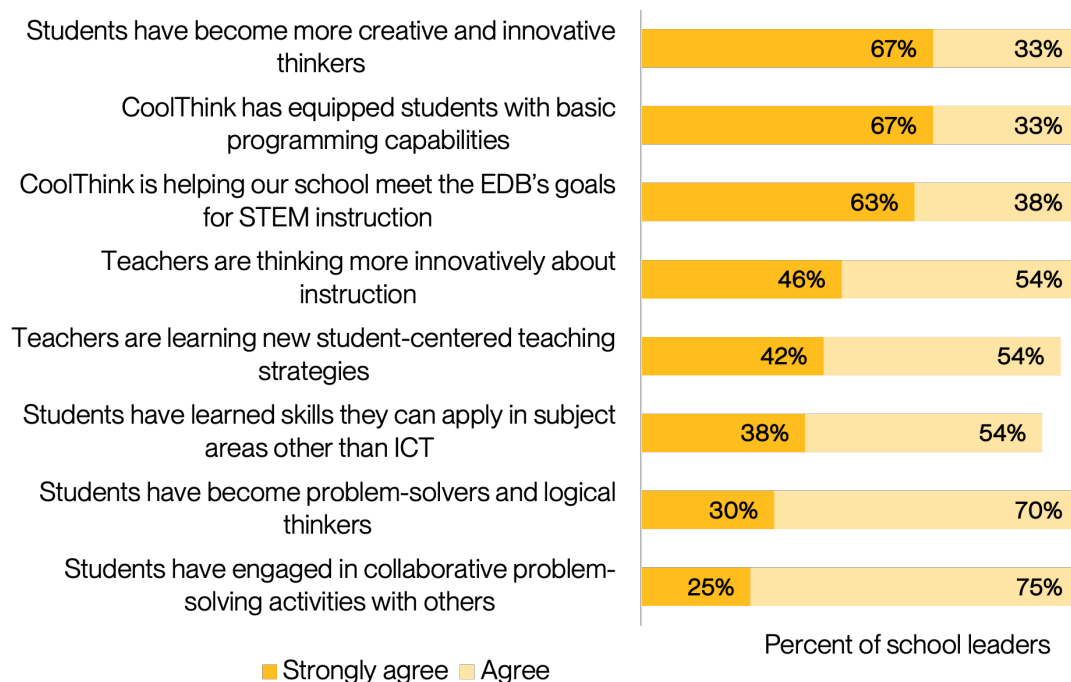 Students have become more creative and innovative
thinkers
67% 33%
CoolThink has equipped students with basic
programming capabilities
67% 33%
CoolThink is helping our school meet the EDB’s goals
for STEM instruction
63% 38%
Teachers are thinking more innovatively about
instruction
46% 54%
Teachers are learning new student-centered teaching
strategies
42% 54%
Students have learned skills they can apply in subject
areas other than ICT
38% 54%
Students have become problem-solvers and logical
thinkers
30% 70%
Students have engaged in collaborative problem-
solving activities with others
25% 75%
Percent of school leaders
Strongly agree Agree